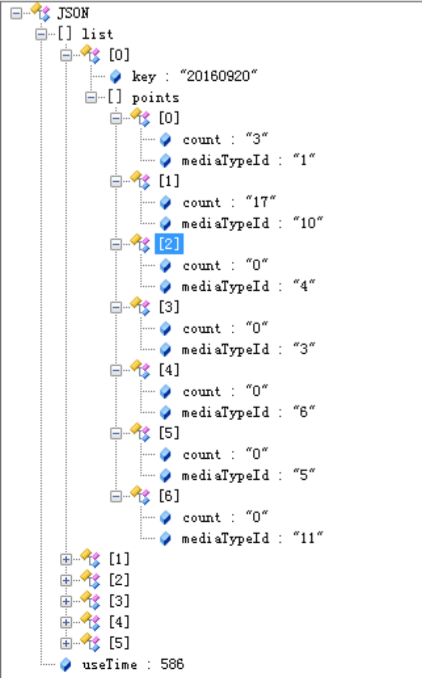 JSON
[] list
[0]
key : "20160920"
[] points
[0]
count : "3"
mediaTypeId : "1"
[1]
count : "17"
mediaTypeId : "10"
[2]
count : "0"
mediaTypeId : "4"
[3]
count : "0"
mediaTypeId : "3"
[4]
count : "0"
mediaTypeId : "6"
[5]
count : "0"
mediaTypeId : "5"
[6]
count : "0"
mediaTypeId : "11"
[1]
[2]
[3]
[4]
[5]
useTime : 586